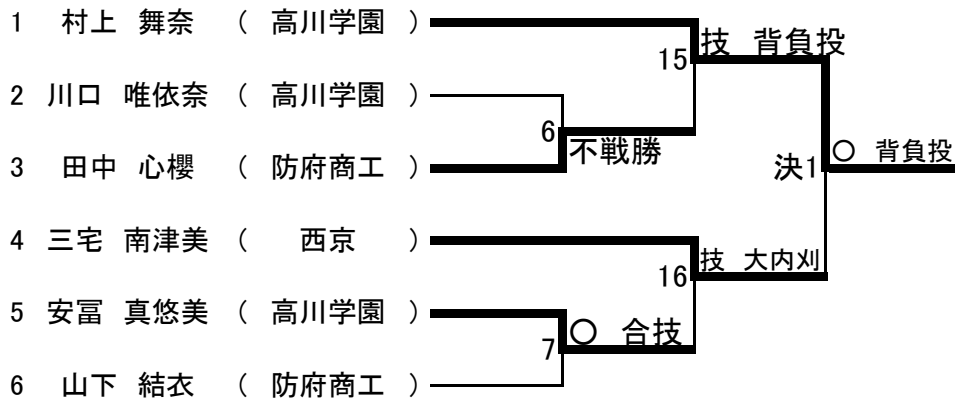 1 村上 舞奈 ( 高川学園 )
技 背負投
15
2 川口 唯依奈 ( 高川学園 )
6
不戦勝
○ 背負投
3 田中 心櫻 ( 防府商工 )
決1
4 三宅 南津美 ( 西京 )
技 大内刈
16
5 安冨 真悠美 ( 高川学園 )
○ 合技
7
6 山下 結衣 ( 防府商工 )